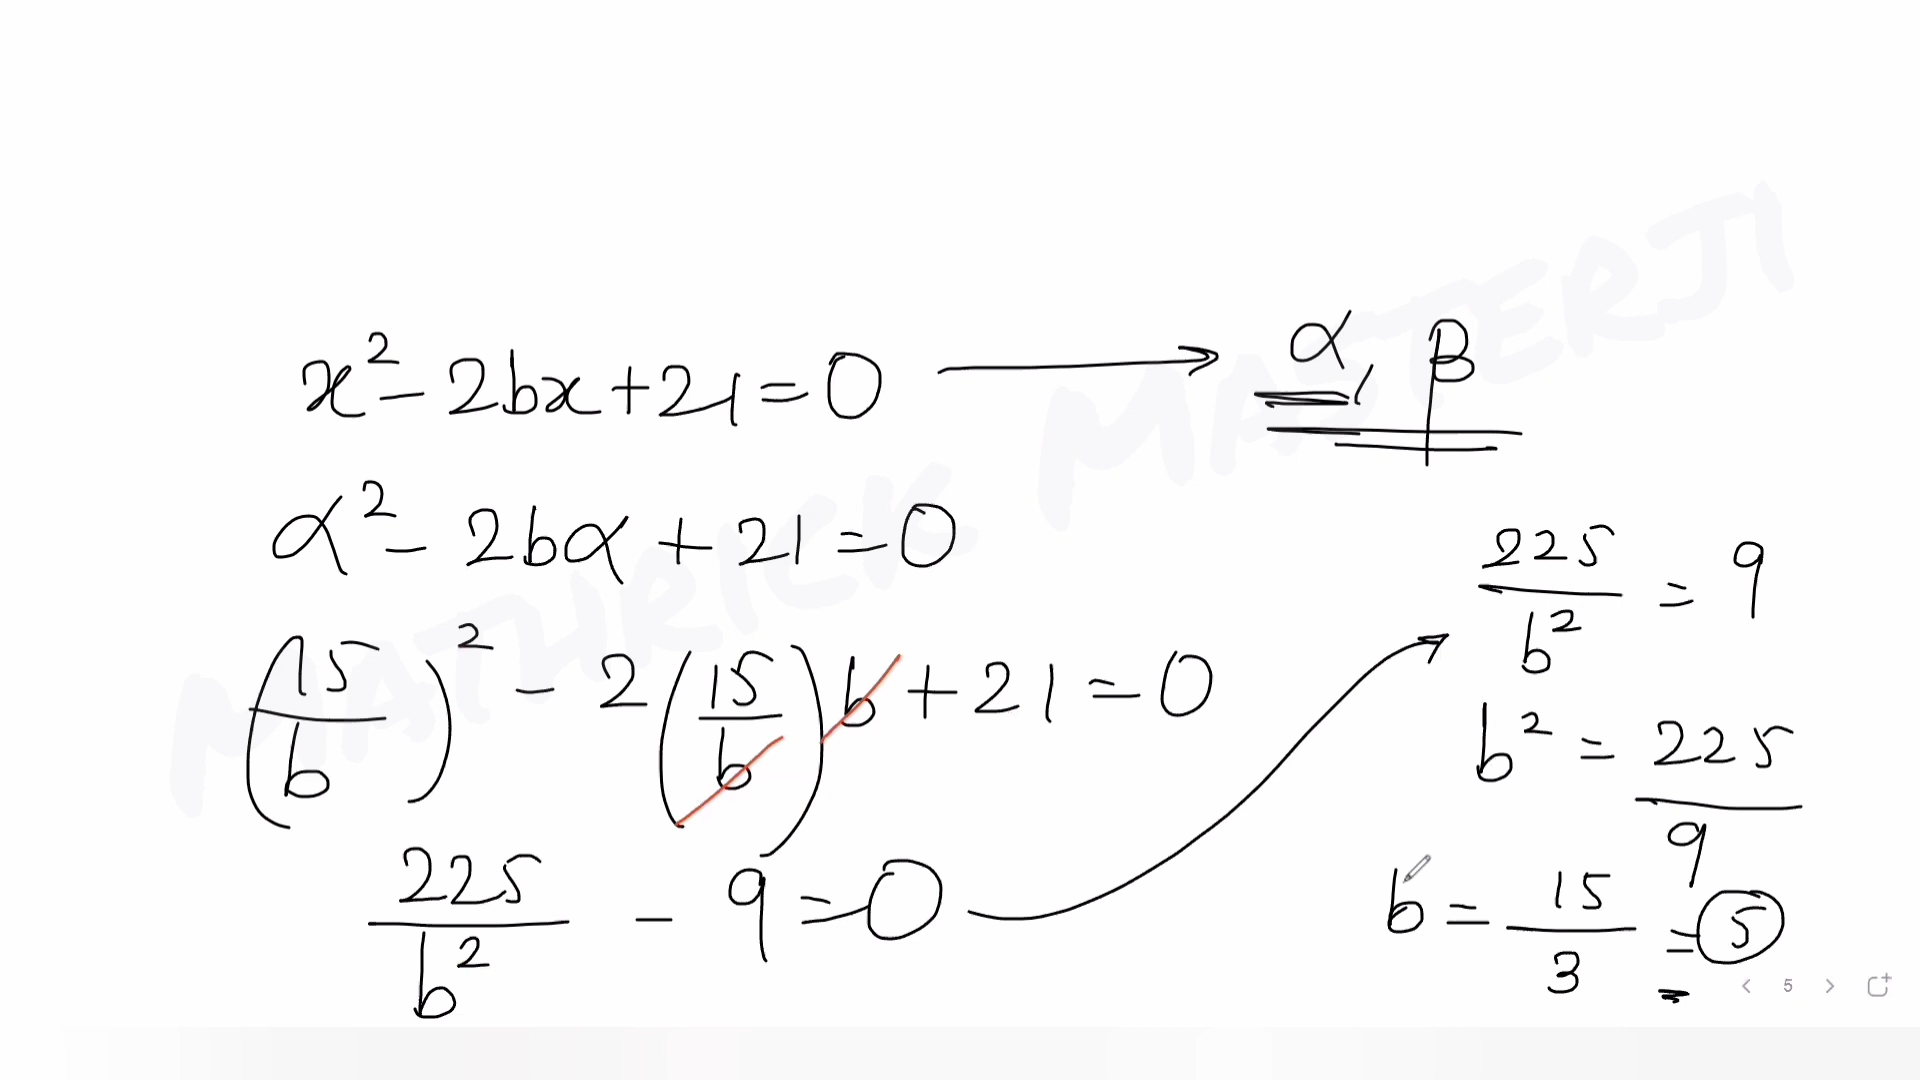 x² - 2bx + 21 = 0 → α, β
α² - 2bα + 21 = 0
(15/b)² - 2(15/b)b + 21 = 0
225/b² - 9 = 0
225/b² = 9
b² = 225/9
b = 15/3 = 5
MATHRICK MASTERJI
< 5 >